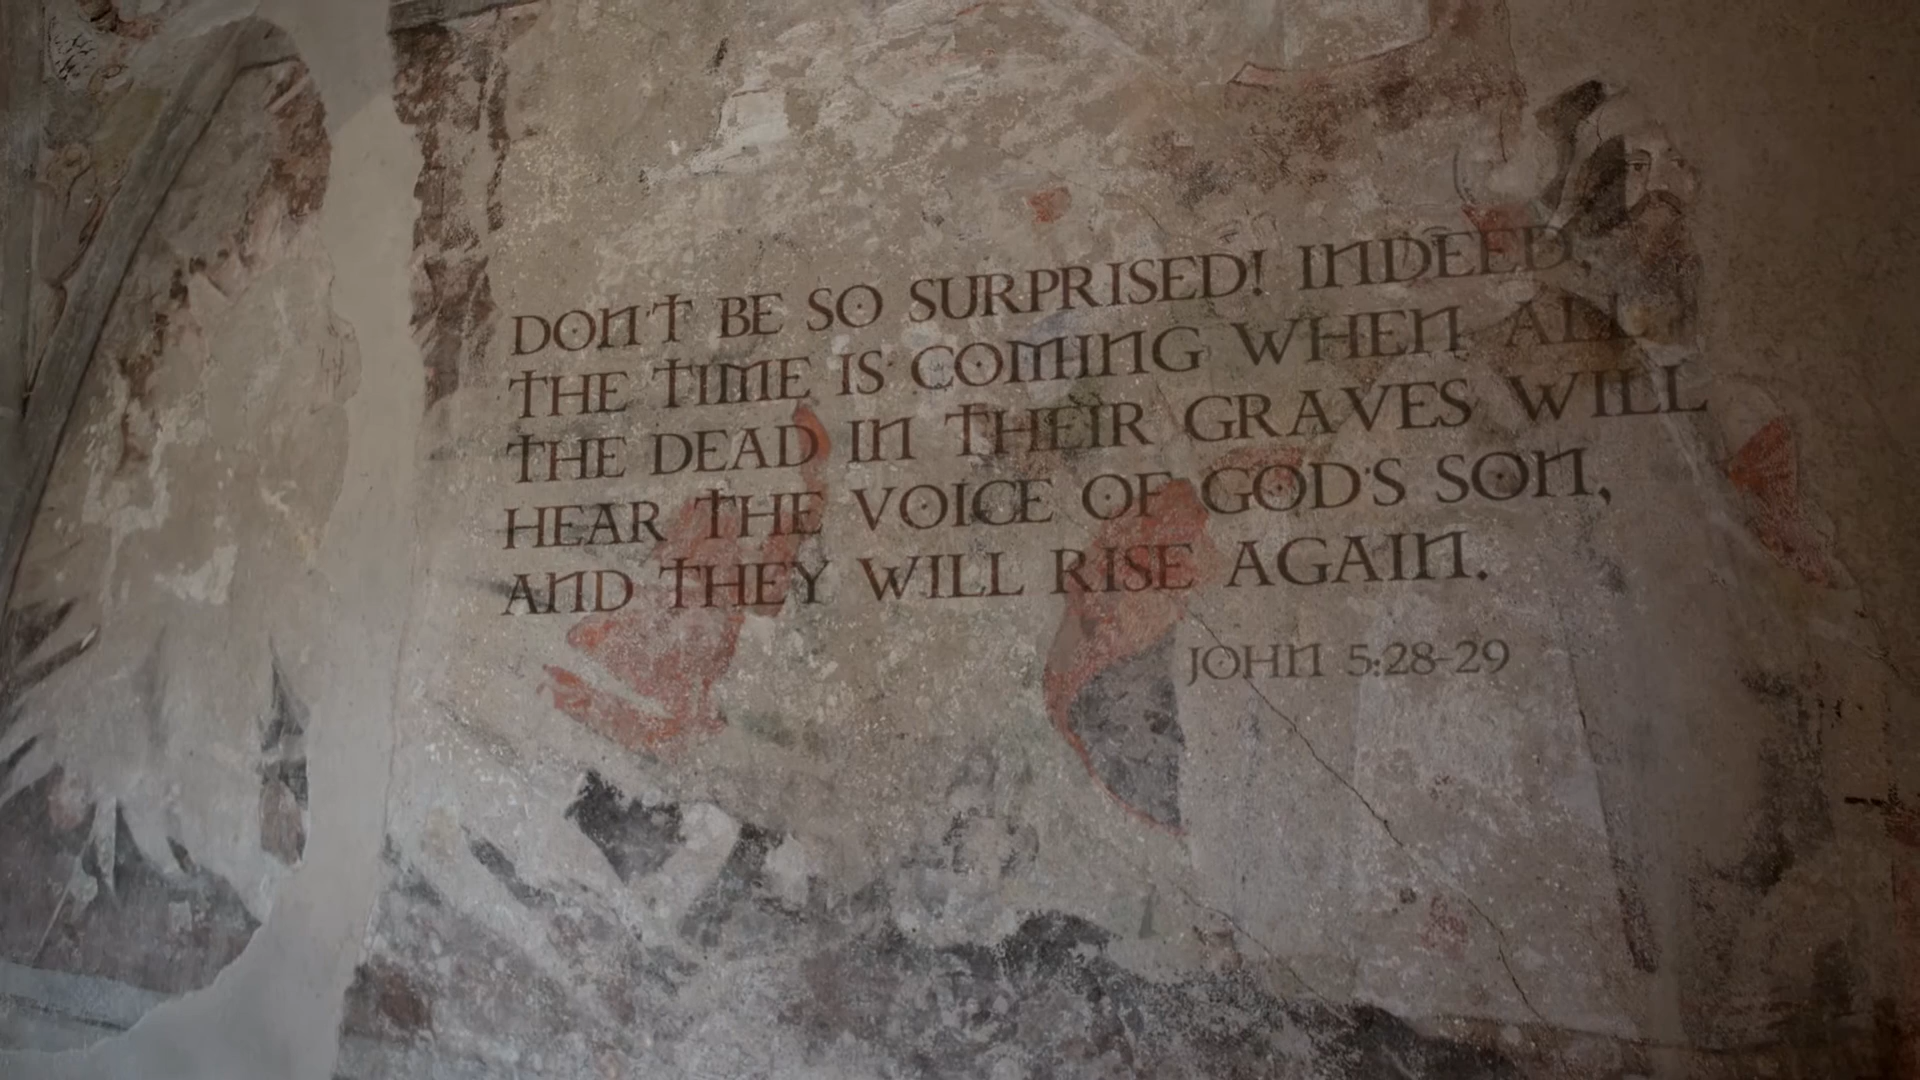 DON'T BE SO SURPRISED! INDEED,
THE TIME IS COMING WHEN ALL
THE DEAD IN THEIR GRAVES WILL
HEAR THE VOICE OF GOD'S SON,
AND THEY WILL RISE AGAIN.
JOHN 5:28-29